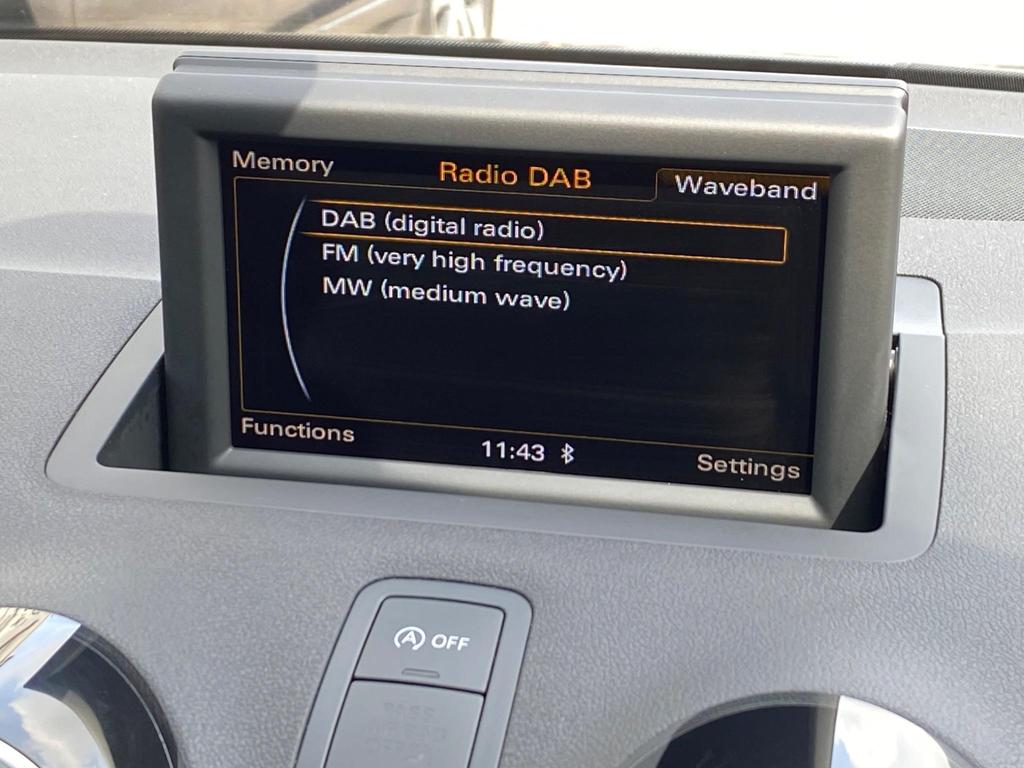 Memory
Radio DAB
Waveband
DAB (digital radio)
FM (very high frequency)
MW (medium wave)
Functions
11:43
Settings
A OFF